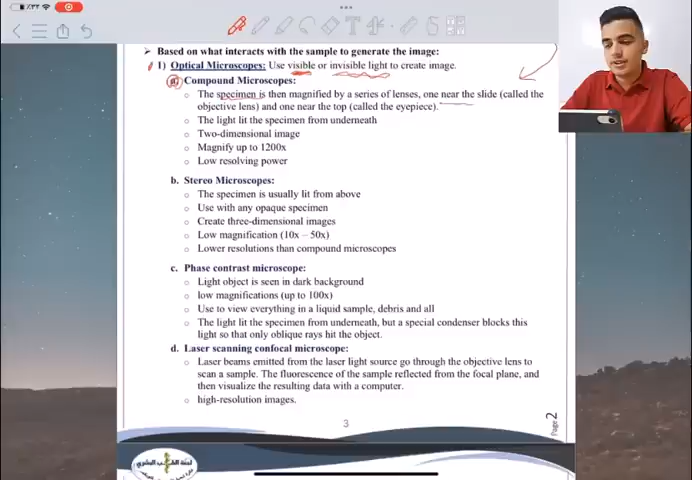 ٪٣٣
➤ Based on what interacts with the sample to generate the image:
1) Optical Microscopes: Use visible or invisible light to create image.
a. Compound Microscopes:
○ The specimen is then magnified by a series of lenses, one near the slide (called the
objective lens) and one near the top (called the eyepiece).
○ The light lit the specimen from underneath
○ Two-dimensional image
○ Magnify up to 1200x
○ Low resolving power
b. Stereo Microscopes:
○ The specimen is usually lit from above
○ Use with any opaque specimen
○ Create three-dimensional images
○ Low magnification (10x – 50x)
○ Lower resolutions than compound microscopes
c. Phase contrast microscope:
○ Light object is seen in dark background
○ low magnifications (up to 100x)
○ Use to view everything in a liquid sample, debris and all
○ The light lit the specimen from underneath, but a special condenser blocks this
light so that only oblique rays hit the object.
d. Laser scanning confocal microscope:
○ Laser beams emitted from the laser light source go through the objective lens to
scan a sample. The fluorescence of the sample reflected from the focal plane, and
then visualize the resulting data with a computer.
○ high-resolution images.
3
Page 2
لجنة الطب البشري